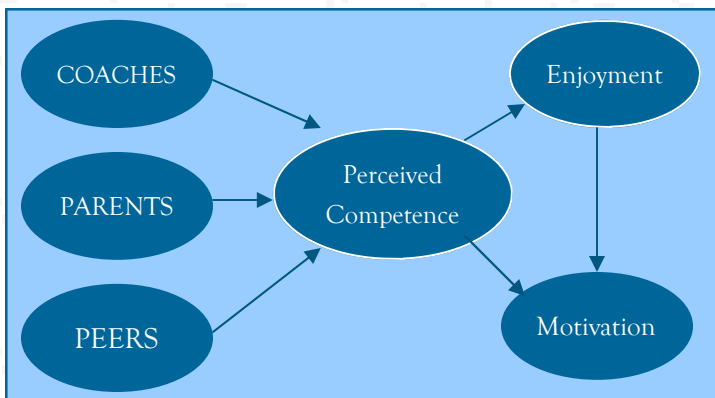 COACHES
PARENTS
PEERS
Perceived
Competence
Enjoyment
Motivation